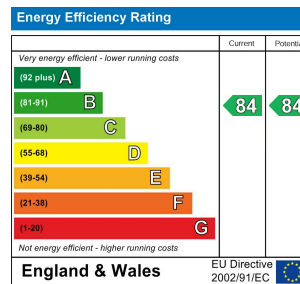 Energy Efficiency Rating
Current Potential
Very energy efficient - lower running costs
(92 plus) A
(81-91) B 84 84
(69-80) C
(55-68) D
(39-54) E
(21-38) F
(1-20) G
Not energy efficient - higher running costs
England & Wales EU Directive
2002/91/EC